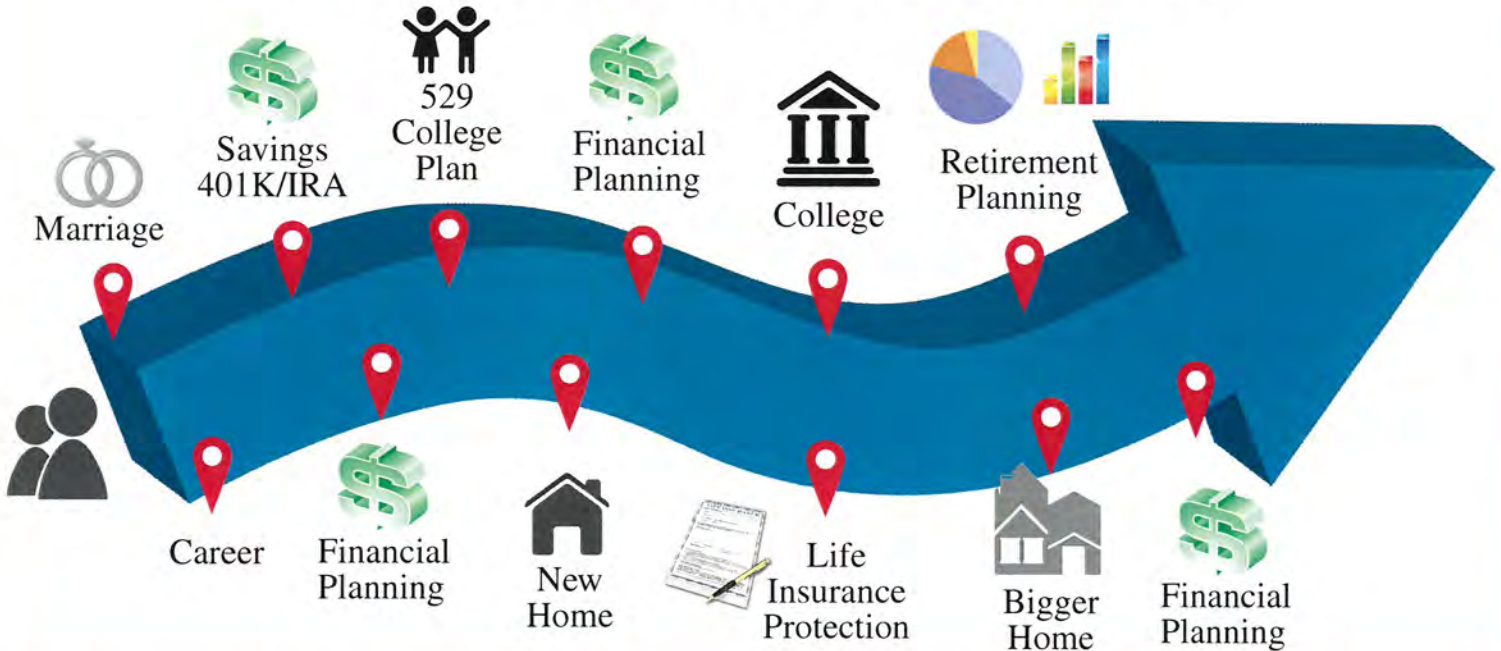 Marriage
Savings
401K/IRA
529
College
Plan
Financial
Planning
College
Retirement
Planning
Career
Financial
Planning
New
Home
Life
Insurance
Protection
Bigger
Home
Financial
Planning